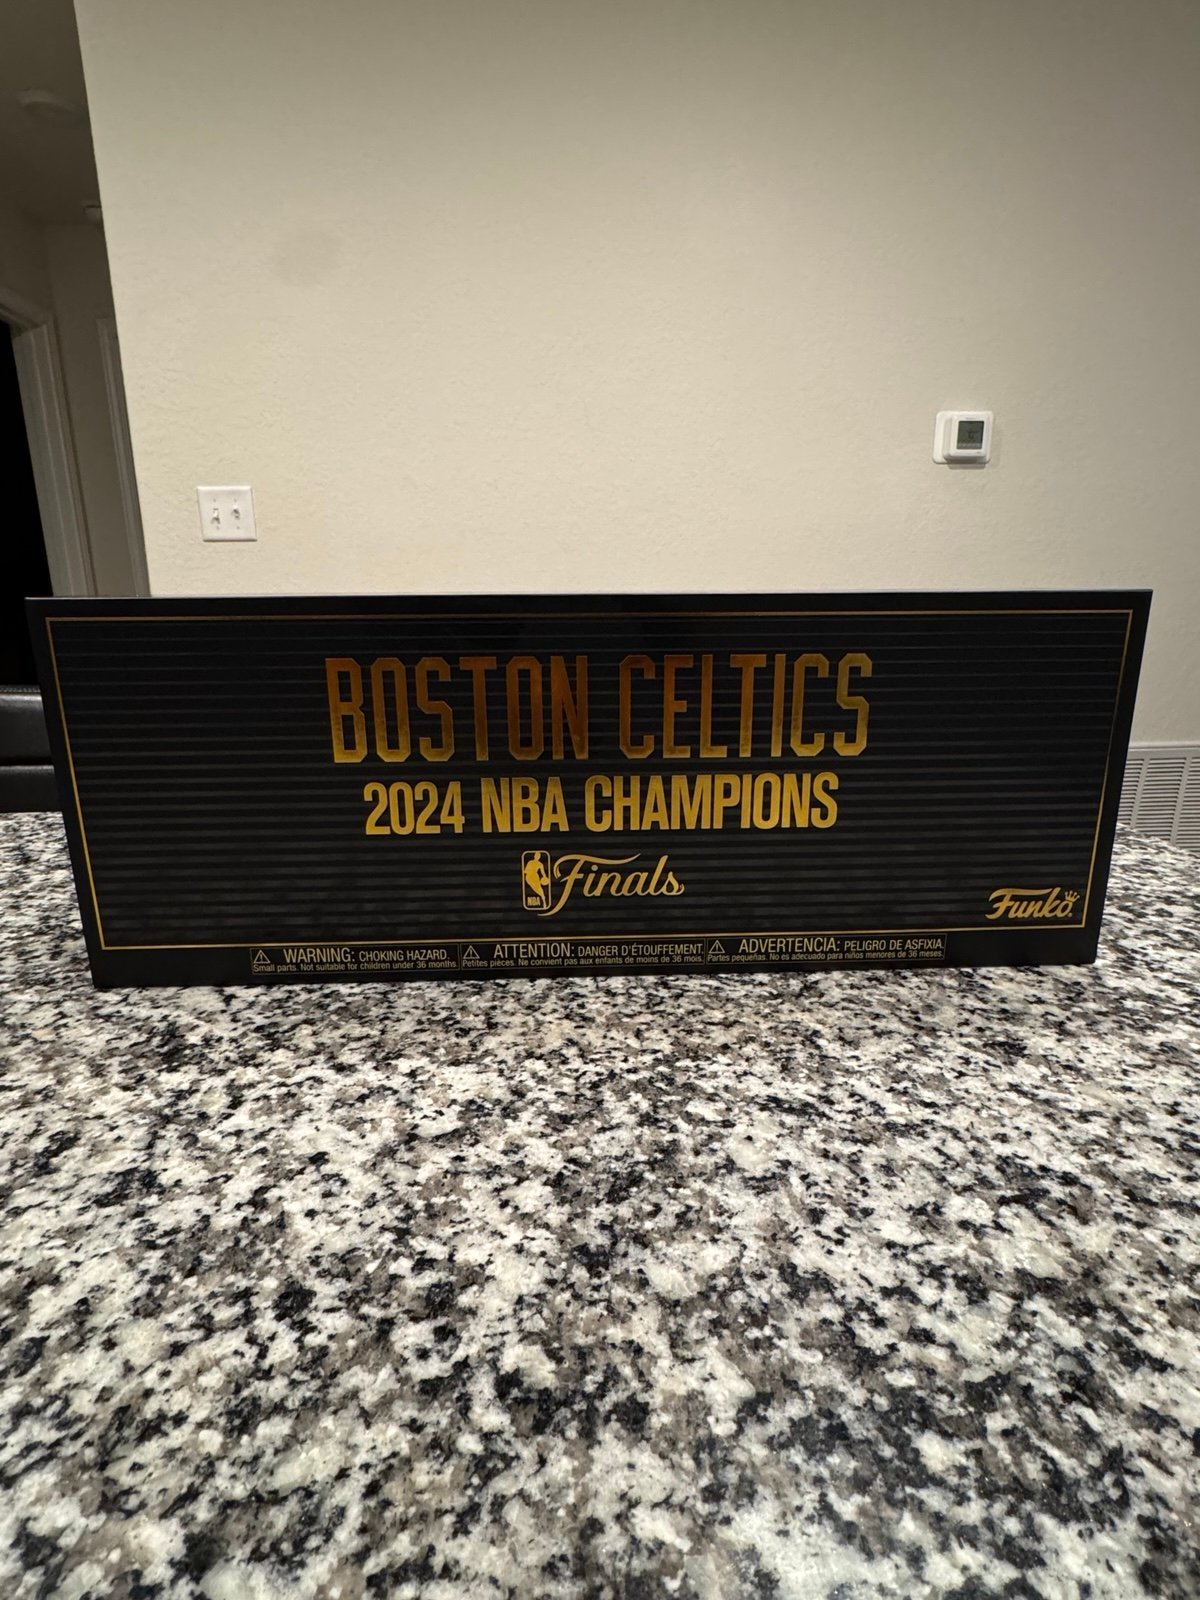 BOSTON CELTICS
2024 NBA CHAMPIONS
NBA Finals
Funko
WARNING: CHOKING HAZARD.
Small parts. Not suitable for children under 36 months.
ATTENTION: DANGER D'ÉTOUFFEMENT.
Petites pièces. Ne convient pas aux enfants de moins de 36 mois.
ADVERTENCIA: PELIGRO DE ASFIXIA.
Partes pequeñas. No es adecuado para niños menores de 36 meses.